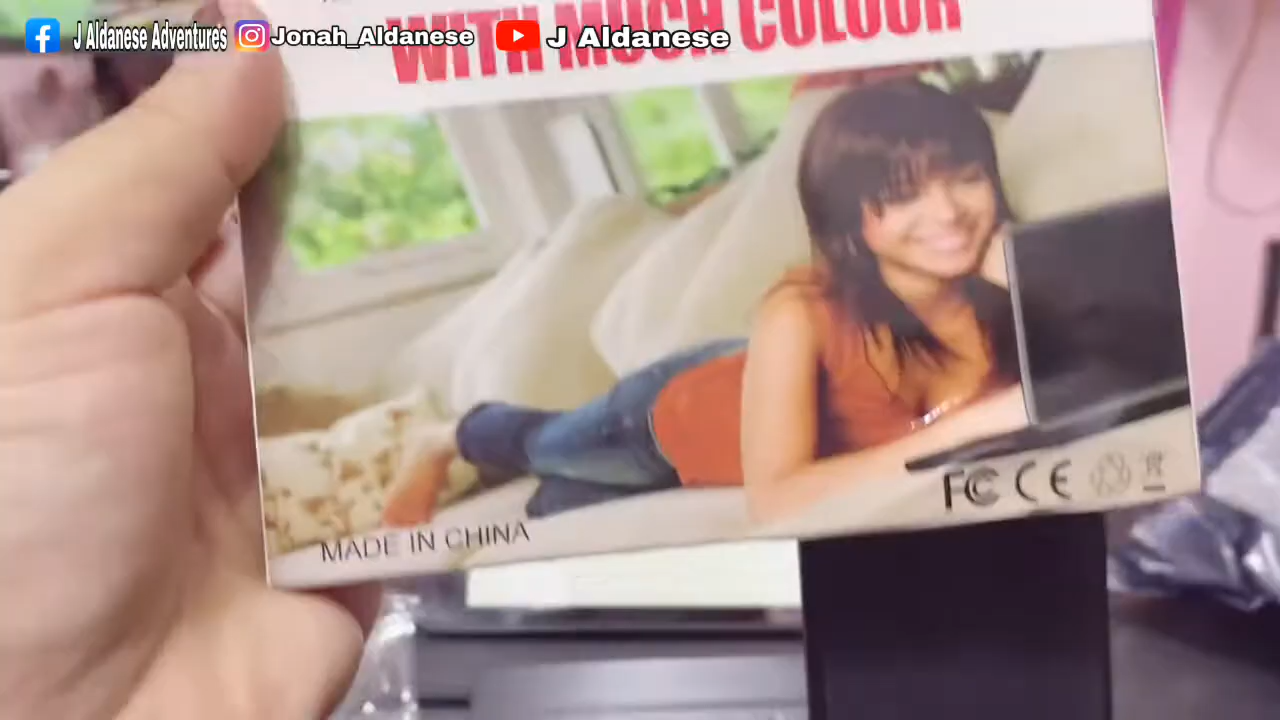 J Aldanese Adventures Jonah_Aldanese J Aldanese
WITH MUCH COLOUR
FC CE
MADE IN CHINA